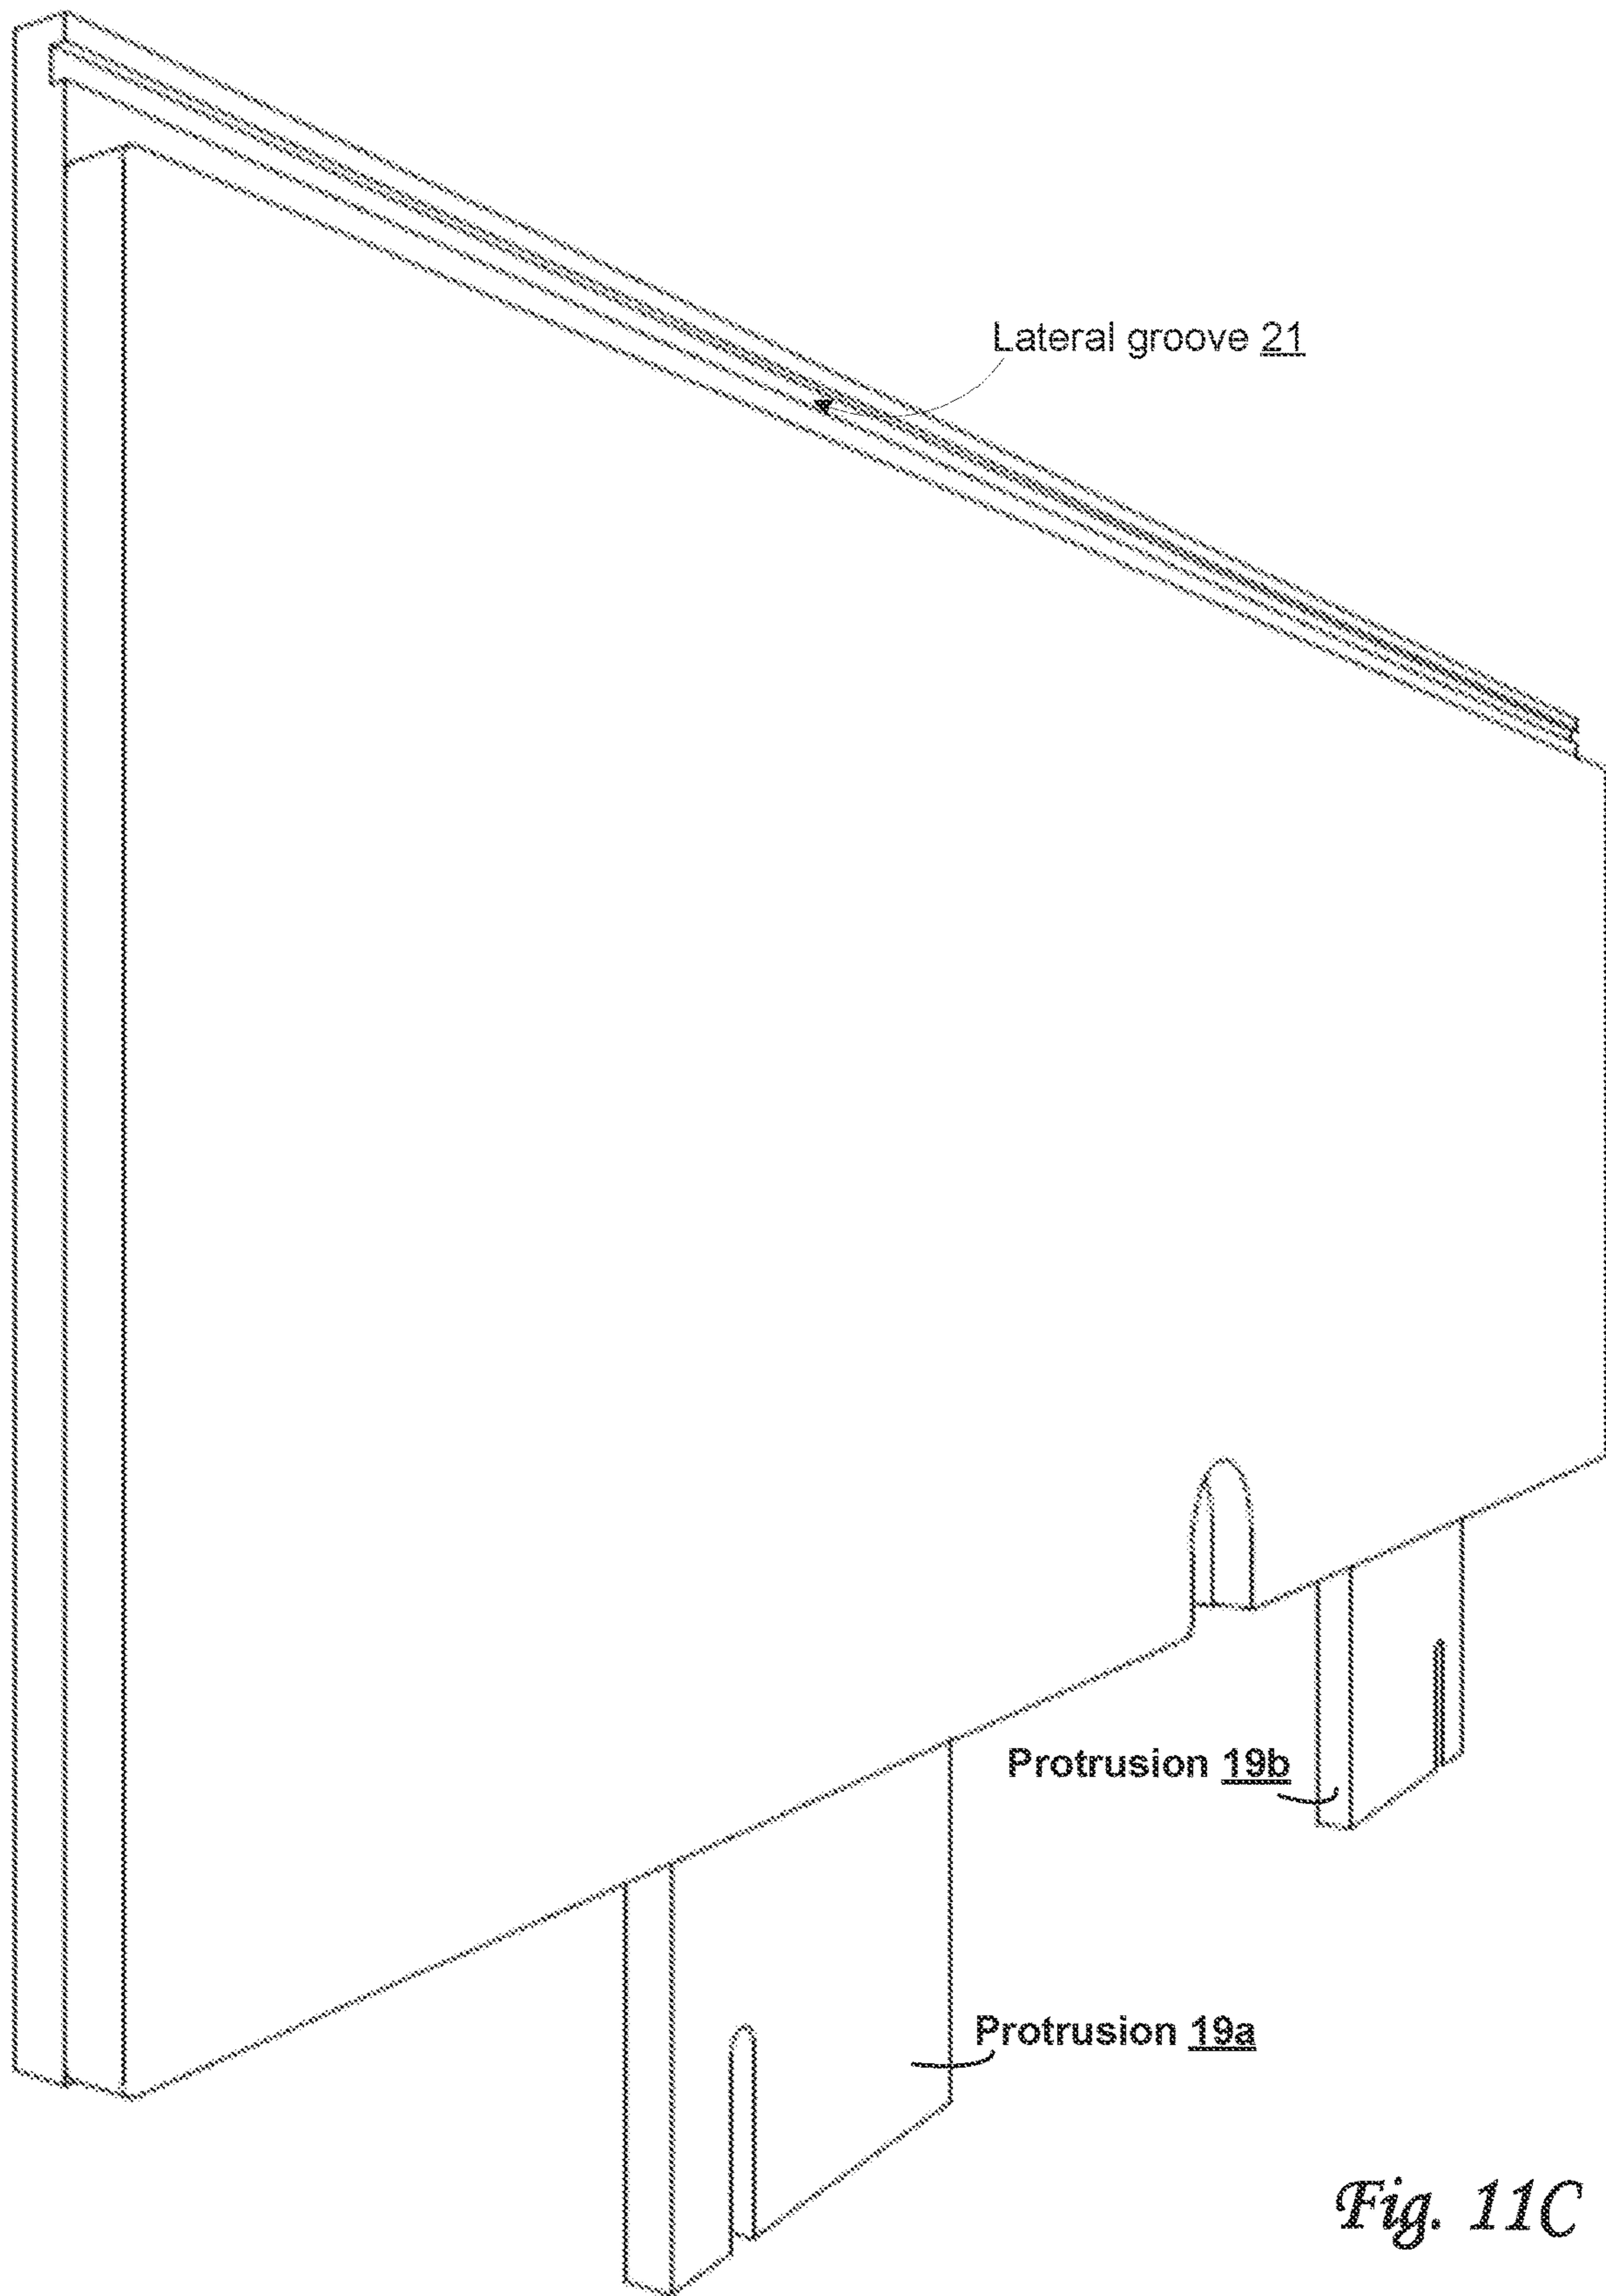 Lateral groove 21
Protrusion 19b
Protrusion 19a
Fig. 11C